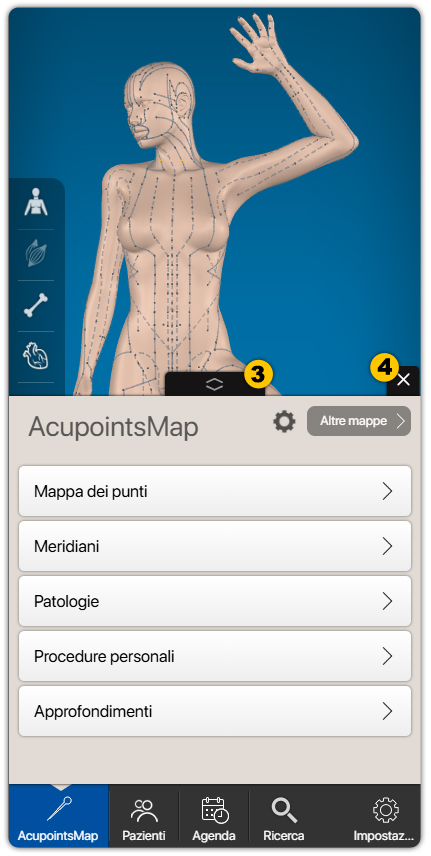 3
4
AcupointsMap
Altre mappe
Mappa dei punti
Meridiani
Patologie
Procedure personali
Approfondimenti
AcupointsMap Pazienti Agenda Ricerca Impostaz...